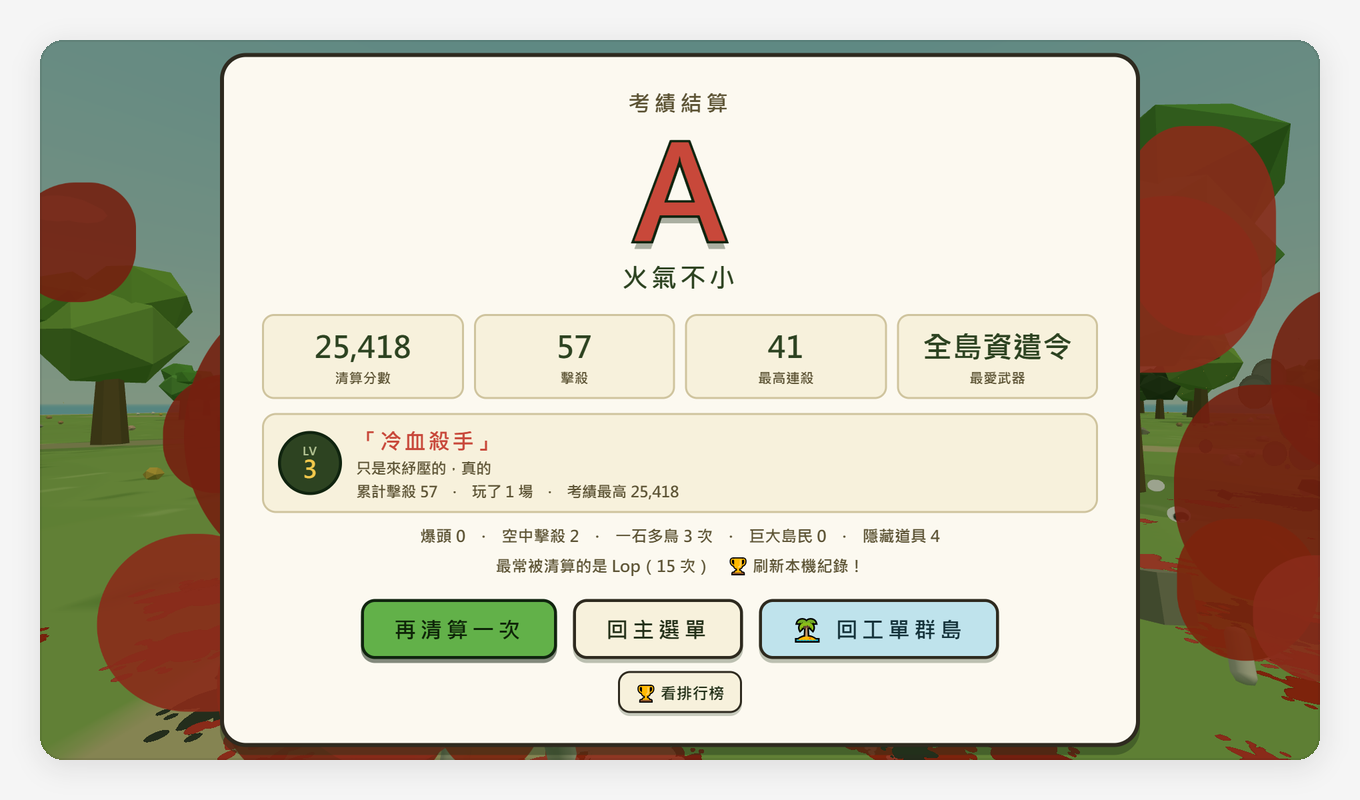 考績結算
A
火氣不小
25,418
清算分數
57
擊殺
41
最高連殺
全島資遣令
最愛武器
LV
3
「冷血殺手」
只是來紓壓的 · 真的
累計擊殺 57 · 玩了 1 場 · 考績最高 25,418
爆頭 0 · 空中擊殺 2 · 一石多鳥 3 次 · 巨大島民 0 · 隱藏道具 4
最常被清算的是 Lop（15 次） 🏆 刷新本機紀錄！
再清算一次
回主選單
🏝 回工單群島
🏆 看排行榜